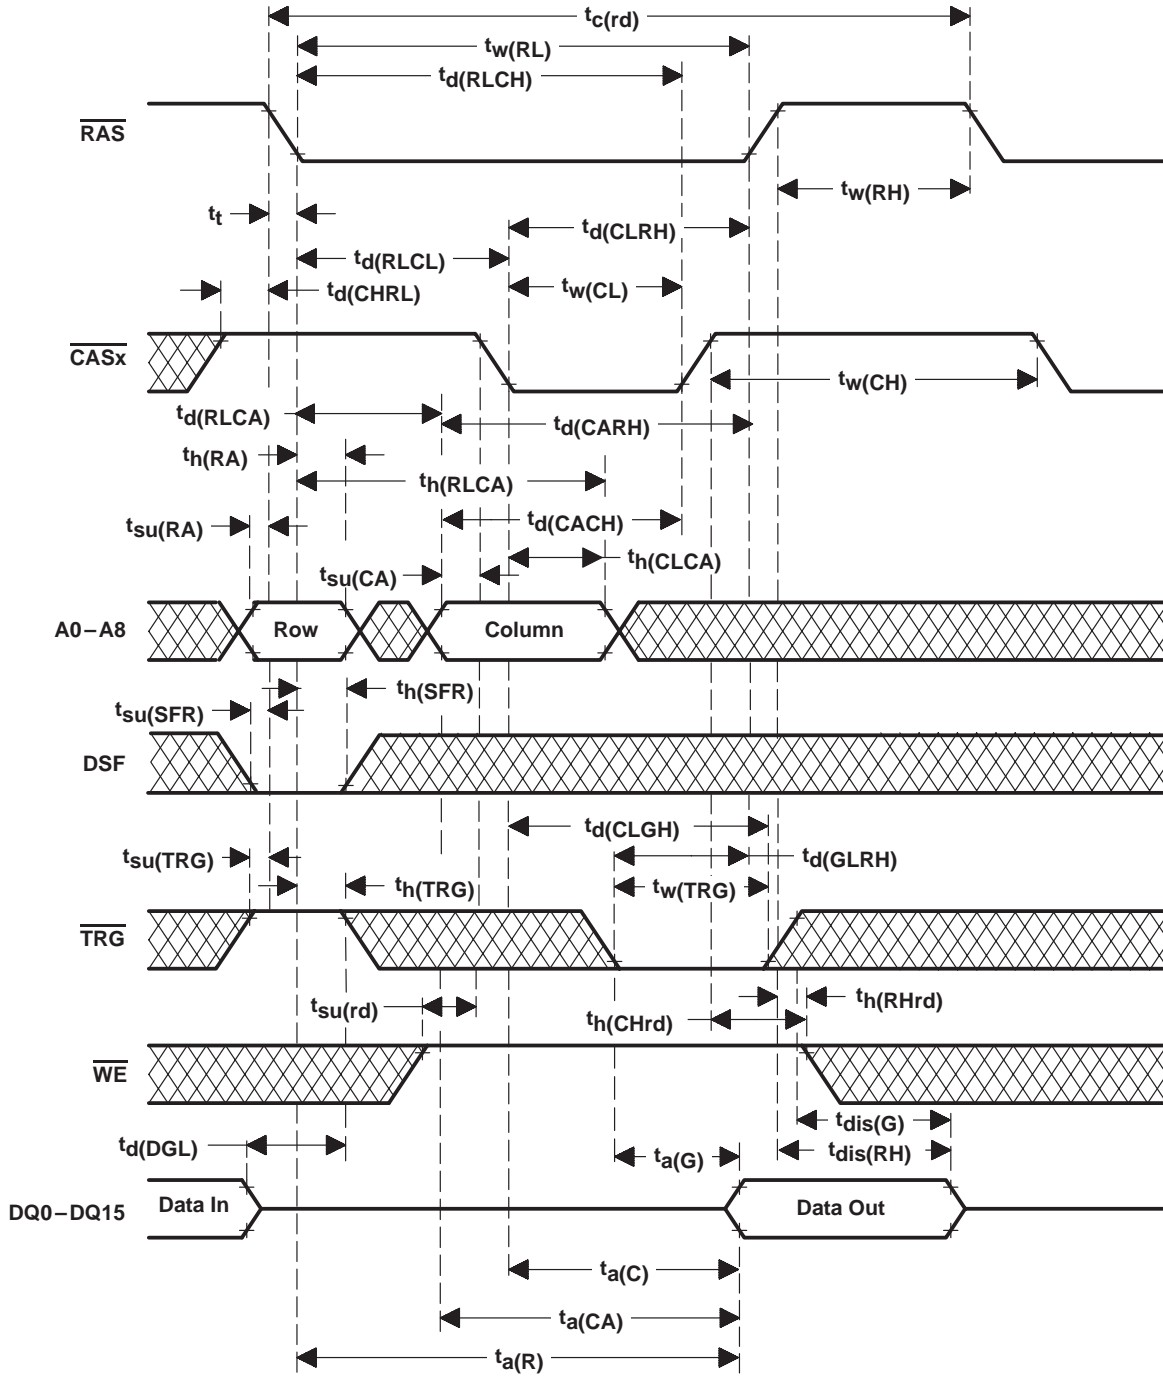 tc(rd)
tw(RL)
td(RLCH)
RAS
tw(RH)
tt
td(CLRH)
td(RLCL)
td(CHRL)
tw(CL)
CASx
tw(CH)
td(RLCA)
td(CARH)
th(RA)
th(RLCA)
tsu(RA)
td(CACH)
th(CLCA)
tsu(CA)
A0–A8
Row
Column
th(SFR)
tsu(SFR)
DSF
td(CLGH)
tsu(TRG)
td(GLRH)
th(TRG)
tw(TRG)
TRG
tsu(rd)
th(RHrd)
th(CHrd)
WE
tdis(G)
td(DGL)
ta(G)
tdis(RH)
DQ0–DQ15
Data In
Data Out
ta(C)
ta(CA)
ta(R)